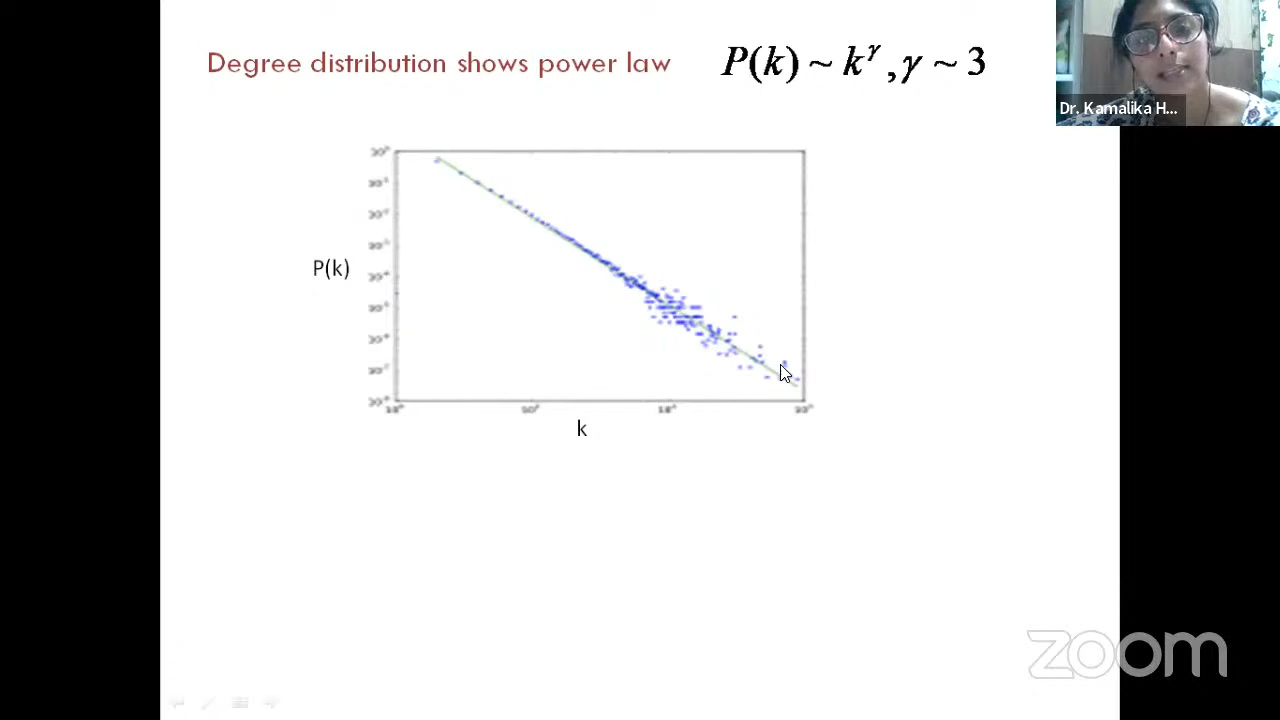 Degree distribution shows power law
P(k) ~ k^γ , γ ~ 3
Dr. Kamalika H...
P(k)
k
zoom